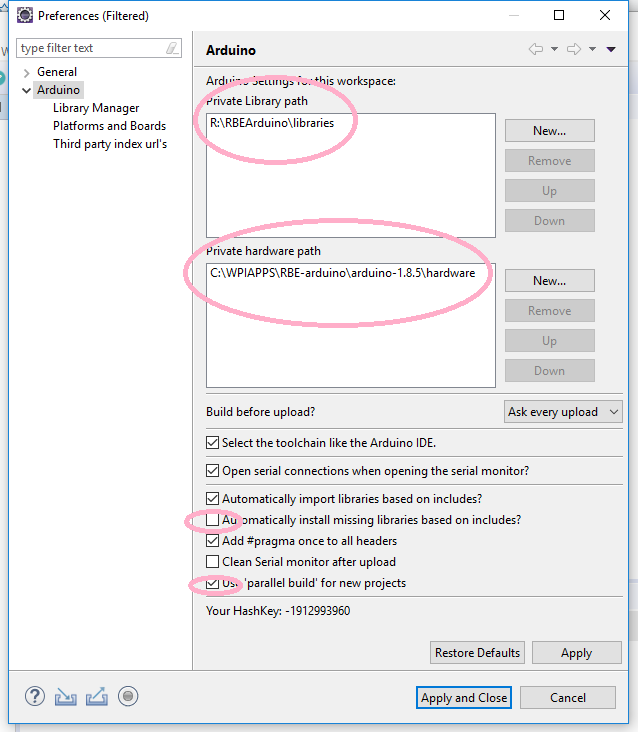 Preferences (Filtered)
type filter text
Arduino
General
Arduino
Library Manager
Platforms and Boards
Third party index url's
Arduino Settings for this workspace:
Private Library path
R:\RBEArduino\libraries
New...
Remove
Up
Down
Private hardware path
C:\WPIAPPS\RBE-arduino\arduino-1.8.5\hardware
New...
Remove
Up
Down
Build before upload?
Ask every upload
Select the toolchain like the Arduino IDE.
Open serial connections when opening the serial monitor?
Automatically import libraries based on includes?
Automatically install missing libraries based on includes?
Add #pragma once to all headers
Clean Serial monitor after upload
Use 'parallel build' for new projects
Your HashKey: -1912993960
Restore Defaults
Apply
Apply and Close
Cancel